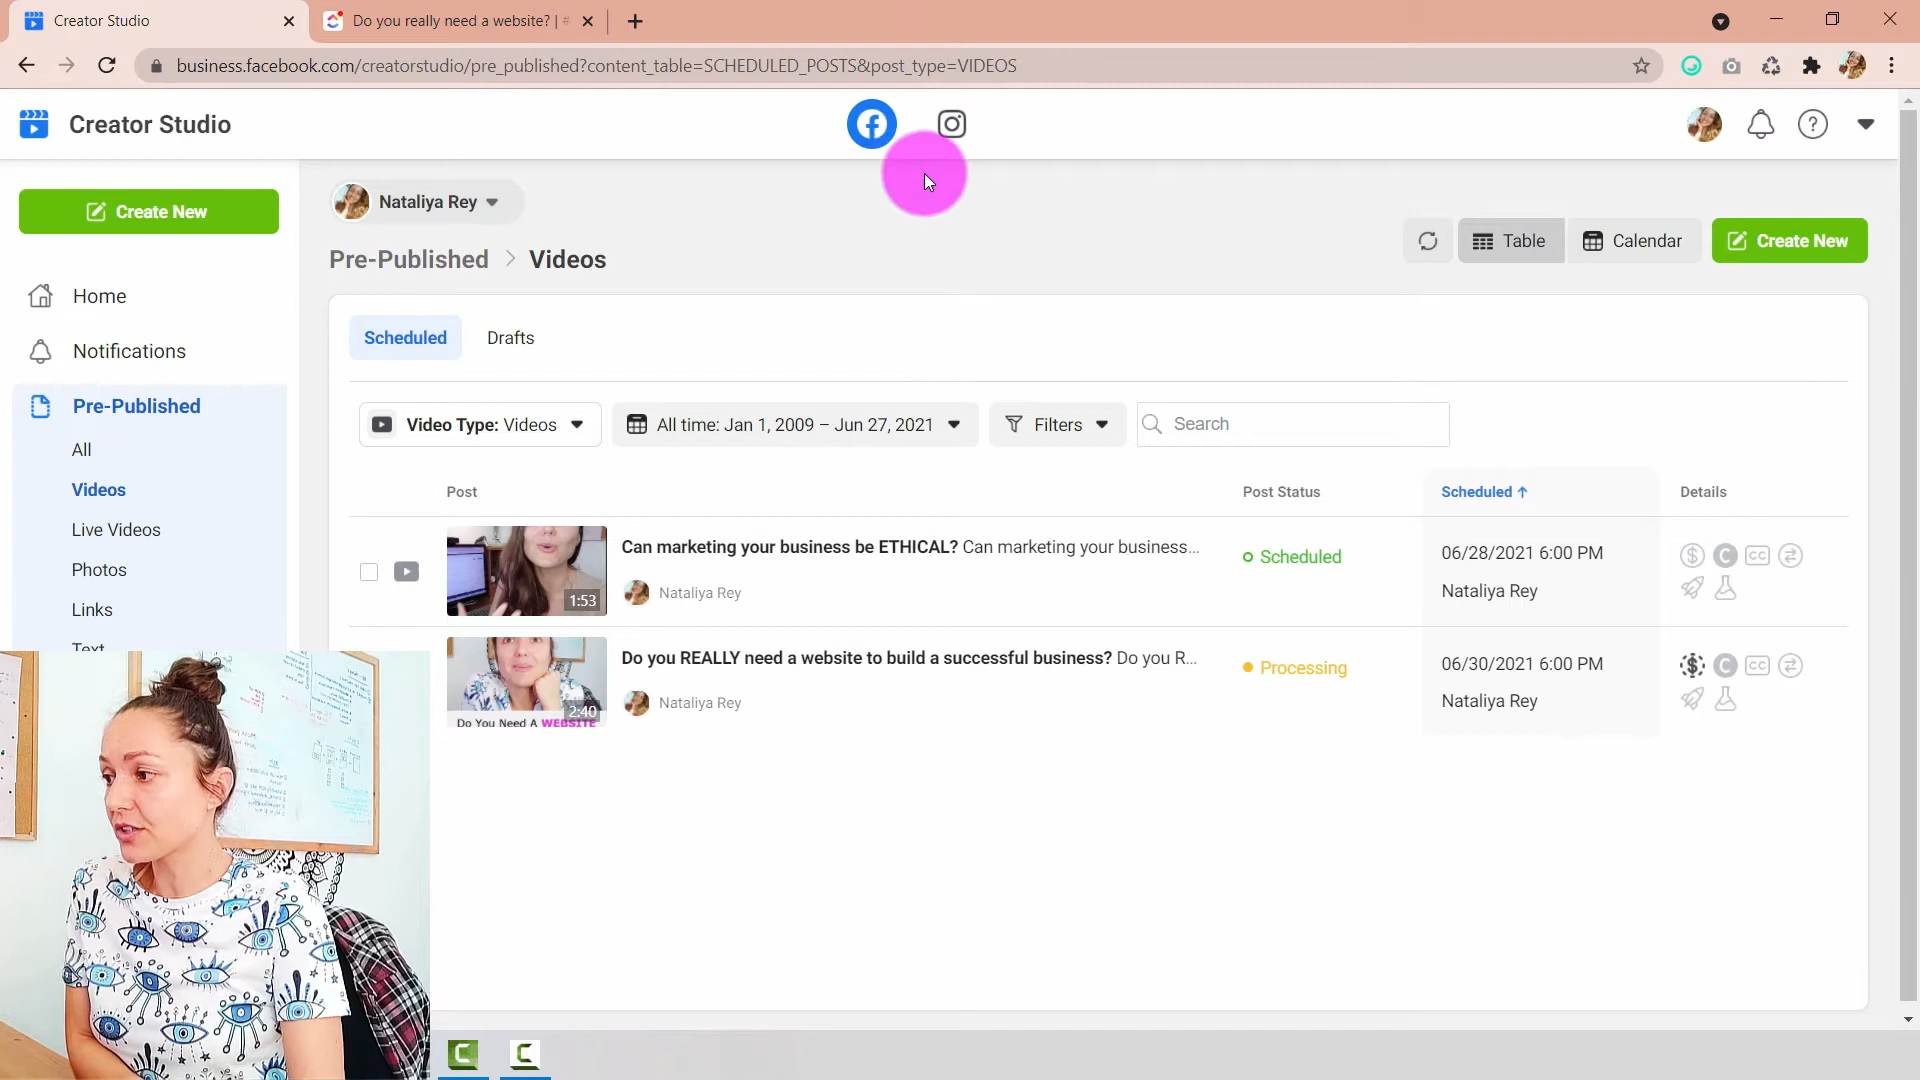 Creator Studio
Do you really need a website? | #
business.facebook.com/creatorstudio/pre_published?content_table=SCHEDULED_POSTS&post_type=VIDEOS
Creator Studio
Create New
Nataliya Rey
Table
Calendar
Create New
Pre-Published > Videos
Home
Notifications
Pre-Published
All
Videos
Live Videos
Photos
Links
Text
Scheduled
Drafts
Video Type: Videos
All time: Jan 1, 2009 – Jun 27, 2021
Filters
Search
Post
Post Status
Scheduled ↑
Details
1:53
Can marketing your business be ETHICAL? Can marketing your business...
Nataliya Rey
Scheduled
06/28/2021 6:00 PM
Nataliya Rey
CC
2:40
Do You Need A WEBSITE
Do you REALLY need a website to build a successful business? Do you R...
Nataliya Rey
Processing
06/30/2021 6:00 PM
Nataliya Rey
CC